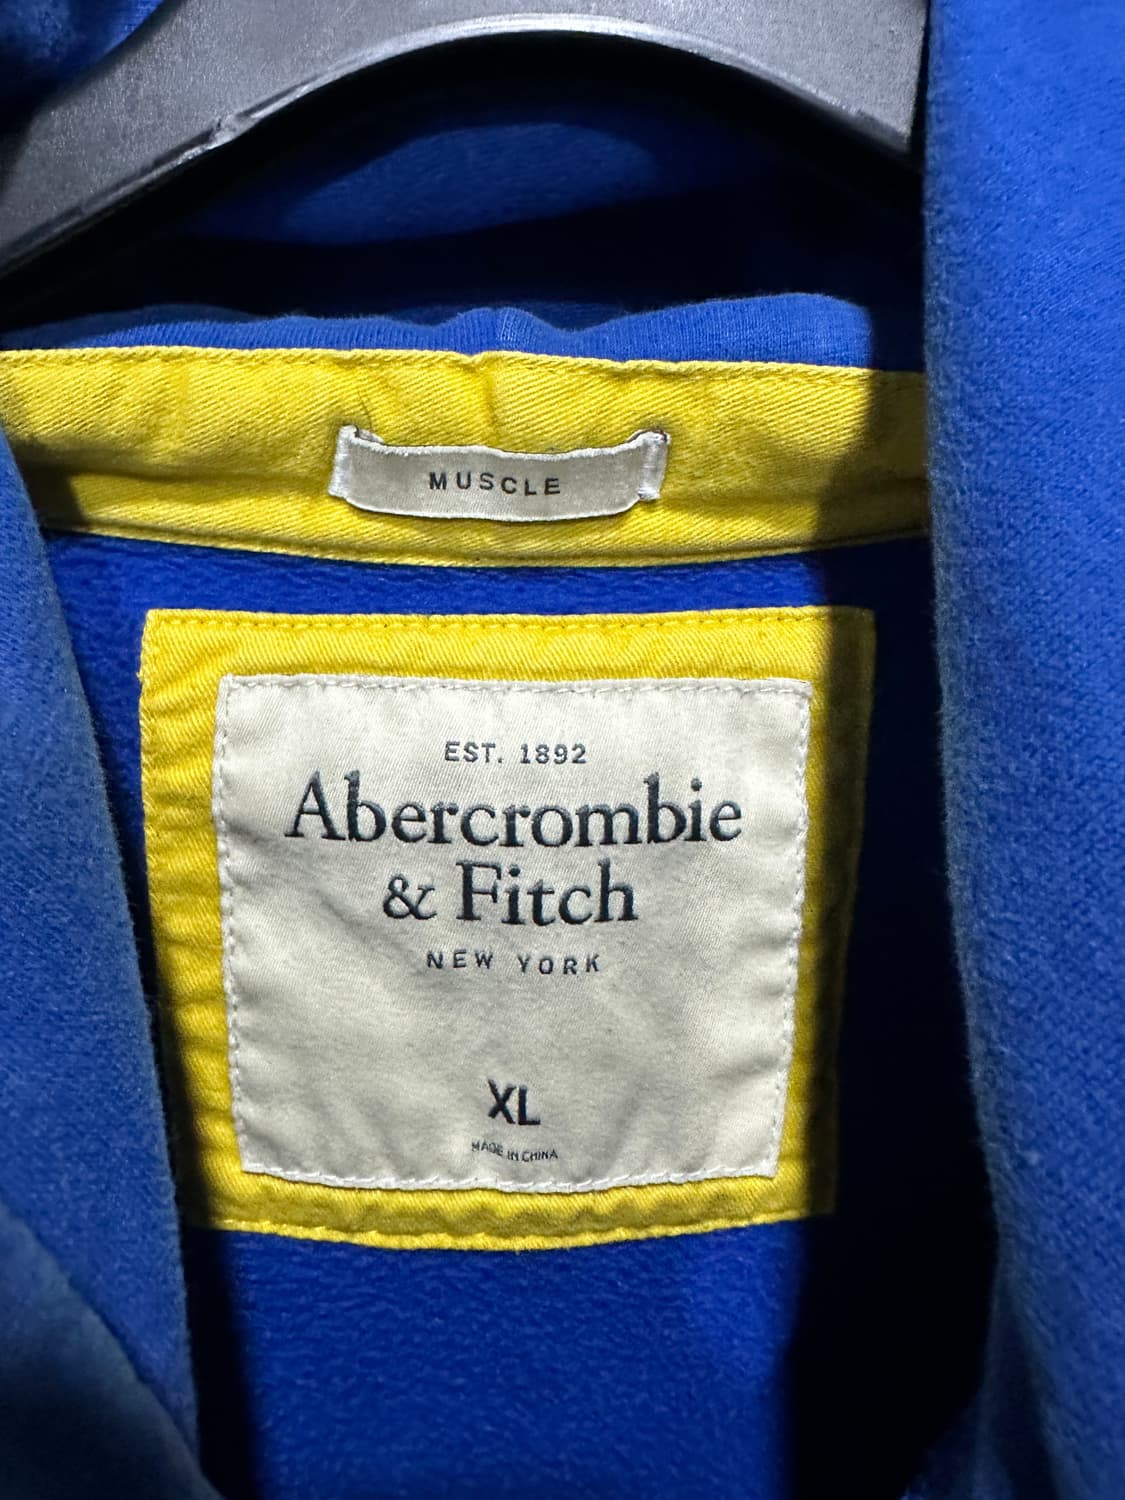 MUSCLE
EST. 1892
Abercrombie
& Fitch
NEW YORK
XL
MADE IN CHINA